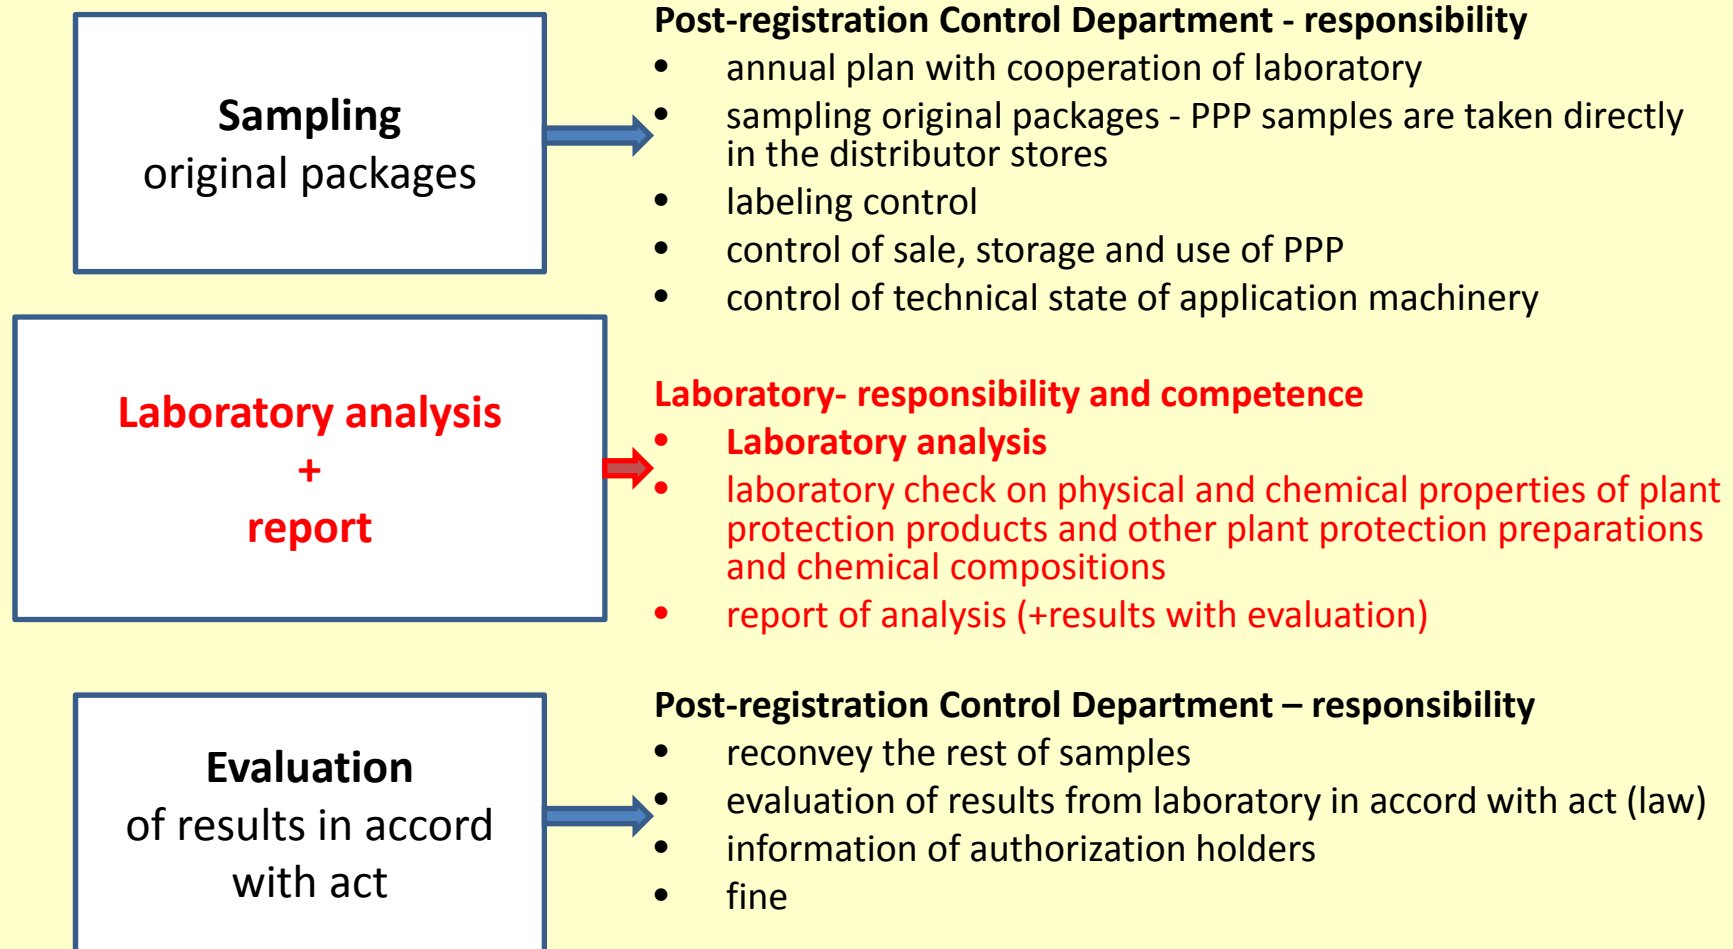 Sampling
original packages
Post-registration Control Department - responsibility
• annual plan with cooperation of laboratory
• sampling original packages - PPP samples are taken directly
in the distributor stores
• labeling control
• control of sale, storage and use of PPP
• control of technical state of application machinery
Laboratory analysis
+
report
Laboratory- responsibility and competence
• Laboratory analysis
• laboratory check on physical and chemical properties of plant
protection products and other plant protection preparations
and chemical compositions
• report of analysis (+results with evaluation)
Evaluation
of results in accord
with act
Post-registration Control Department – responsibility
• reconvey the rest of samples
• evaluation of results from laboratory in accord with act (law)
• information of authorization holders
• fine